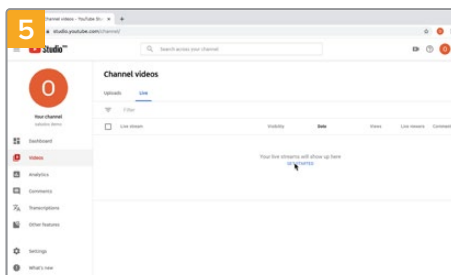 5
hannel videos - YouTube St
studio.youtube.com/channel/
Studio
Search across your channel
O
Channel videos
Uploads Live
Filter
Live stream Visibility Date Views Live viewers Comments
Your live streams will show up here
GET STARTED
Your channel
Dashboard
Videos
Analytics
Comments
Transcriptions
Other features
Settings
What's new